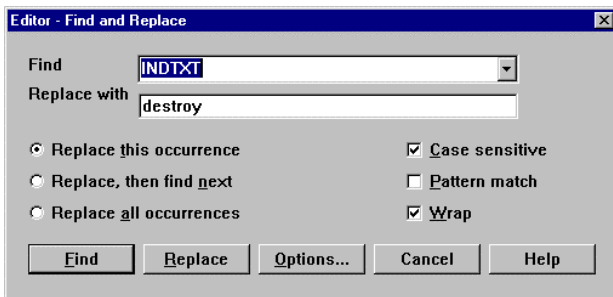 Editor - Find and Replace
Find INDTXT
Replace with destroy
Replace this occurrence Case sensitive
Replace, then find next Pattern match
Replace all occurrences Wrap
Find Replace Options... Cancel Help